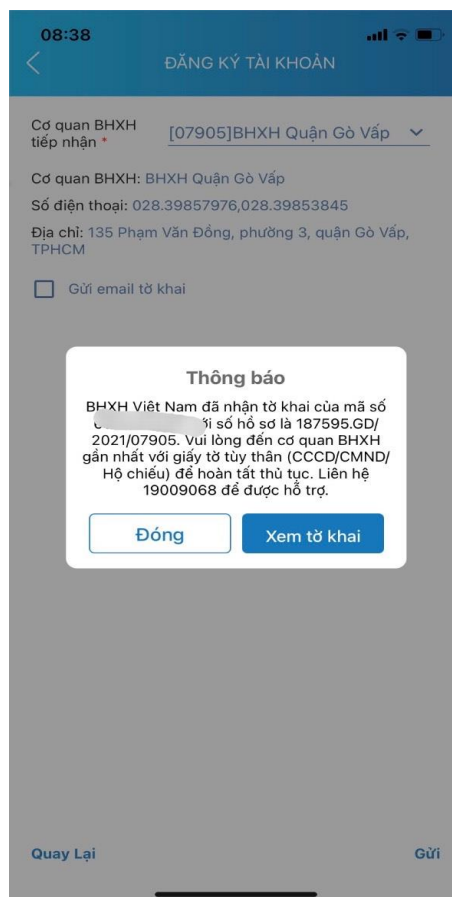 08:38
ĐĂNG KÝ TÀI KHOẢN
Cơ quan BHXH
tiếp nhận *
[07905]BHXH Quận Gò Vấp
Cơ quan BHXH: BHXH Quận Gò Vấp
Số điện thoại: 028.39857976,028.39853845
Địa chỉ: 135 Phạm Văn Đồng, phường 3, quận Gò Vấp,
TPHCM
Gửi email tờ khai
Thông báo
BHXH Việt Nam đã nhận tờ khai của mã số
số hồ sơ là 187595.GD/
2021/07905. Vui lòng đến cơ quan BHXH
gần nhất với giấy tờ tùy thân (CCCD/CMND/
Hộ chiếu) để hoàn tất thủ tục. Liên hệ
19009068 để được hỗ trợ.
Đóng
Xem tờ khai
Quay Lại
Gửi